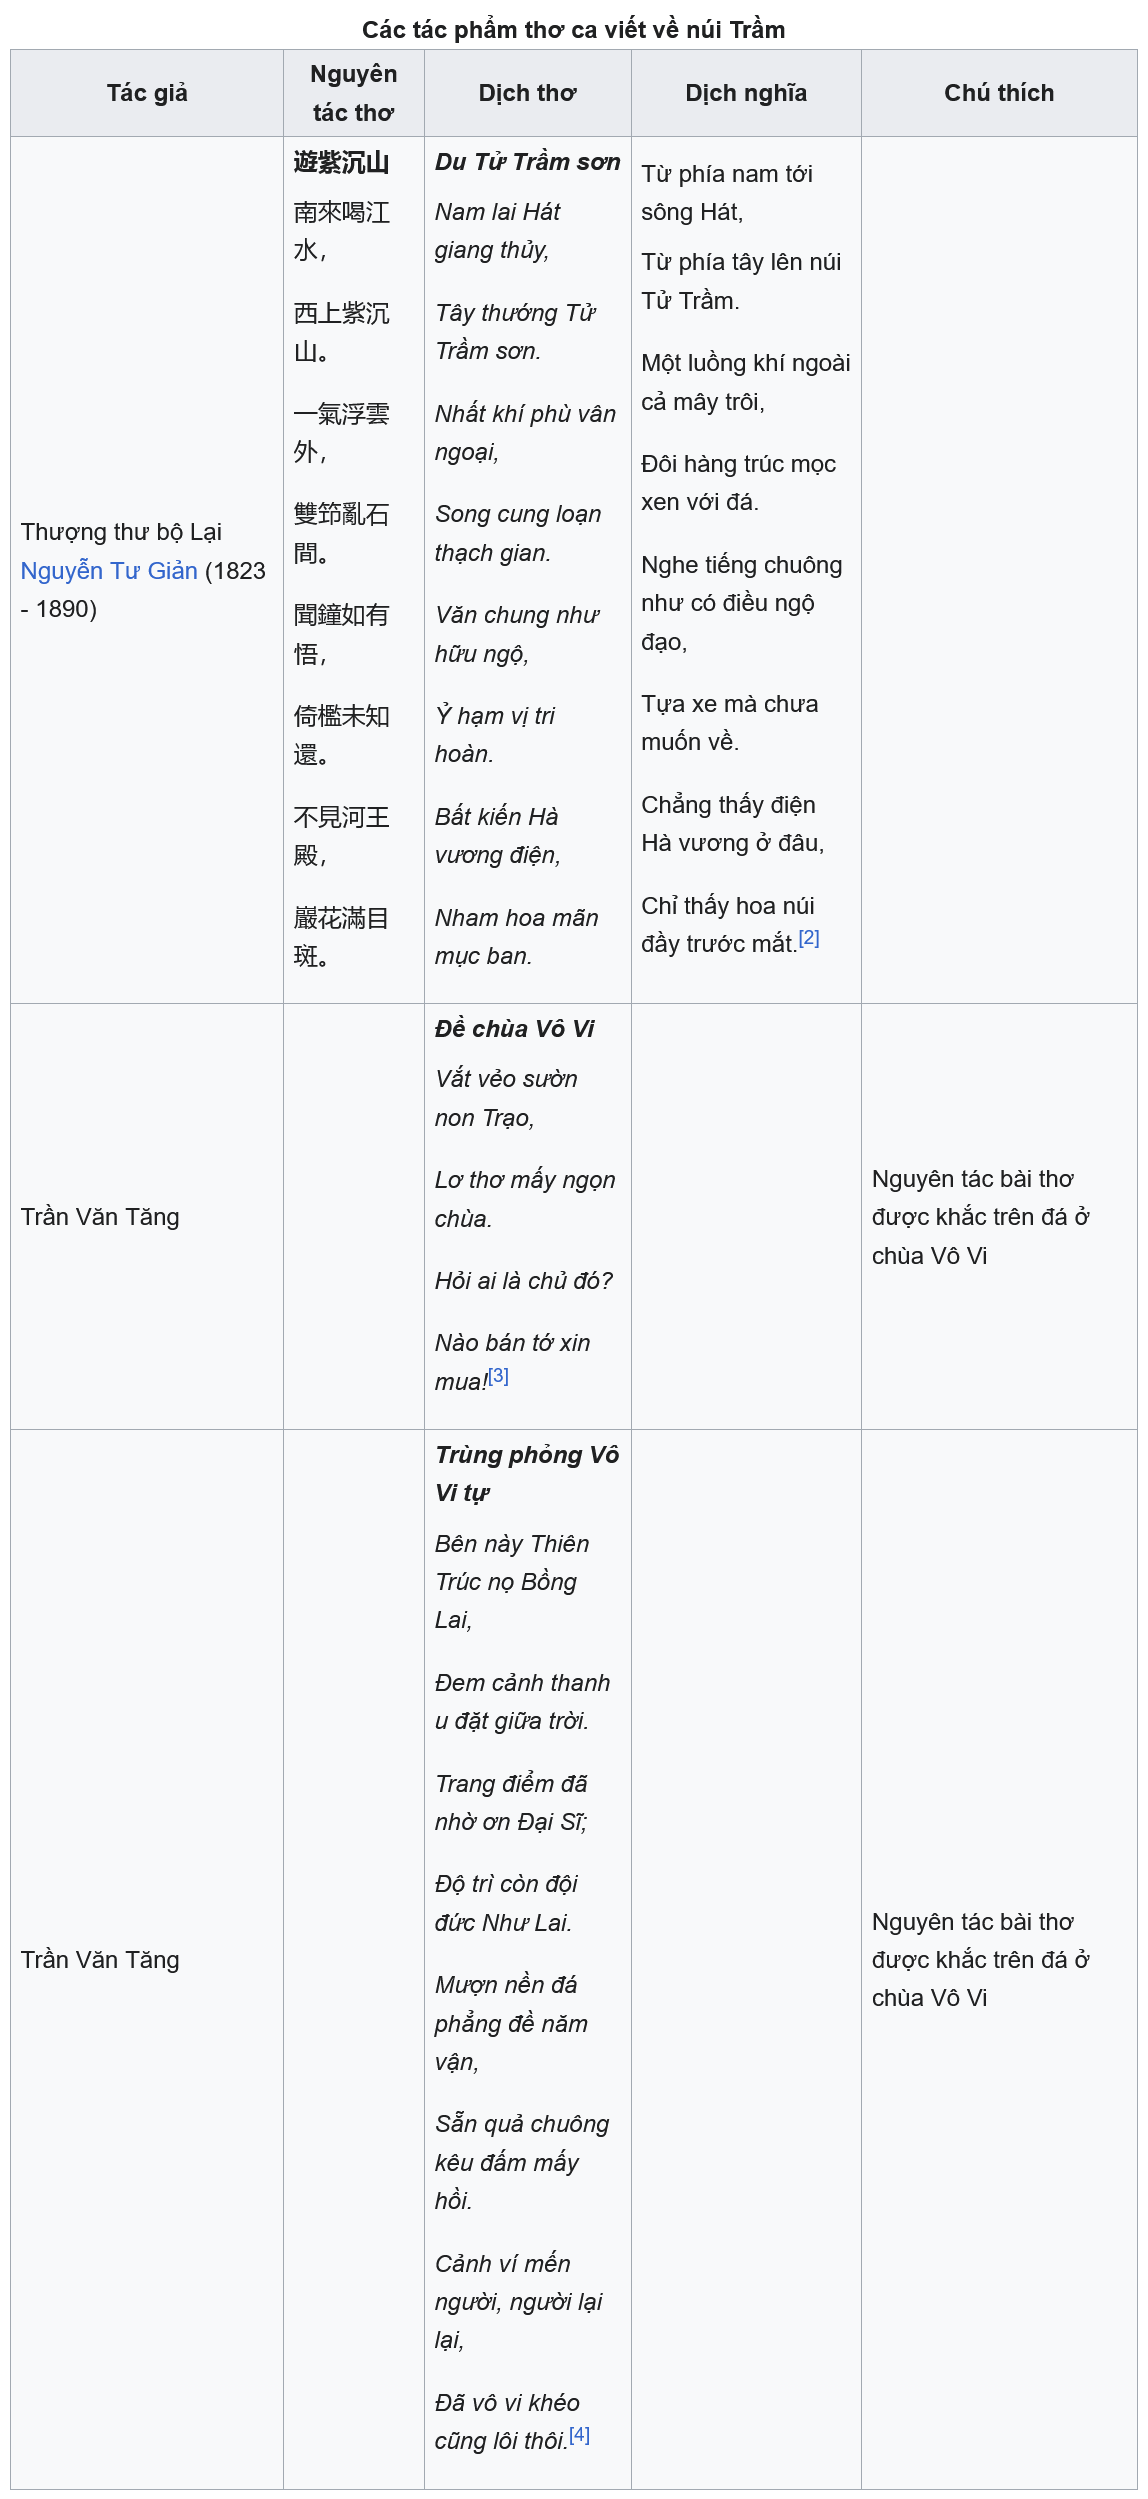 Các tác phẩm thơ ca viết về núi Trầm
Tác giả
Nguyên
tác thơ
Dịch thơ
Dịch nghĩa
Chú thích
Thượng thư bộ Lại
Nguyễn Tư Giản (1823
- 1890)
遊紫沉山
南來喝江
水，
西上紫沉
山。
一氣浮雲
外，
雙笻亂石
間。
聞鐘如有
悟，
倚檻未知
還。
不見河王
殿，
巖花滿目
斑。
Du Tử Trầm sơn
Nam lai Hát
giang thủy,
Tây thướng Tử
Trầm sơn.
Nhất khí phù vân
ngoại,
Song cung loạn
thạch gian.
Văn chung như
hữu ngộ,
Ỷ hạm vị tri
hoàn.
Bất kiến Hà
vương điện,
Nham hoa mãn
mục ban.
Từ phía nam tới
sông Hát,
Từ phía tây lên núi
Tử Trầm.
Một luồng khí ngoài
cả mây trôi,
Đôi hàng trúc mọc
xen với đá.
Nghe tiếng chuông
như có điều ngộ
đạo,
Tựa xe mà chưa
muốn về.
Chẳng thấy điện
Hà vương ở đâu,
Chỉ thấy hoa núi
đầy trước mắt.[2]
Trần Văn Tăng
Đề chùa Vô Vi
Vắt vẻo sườn
non Trạo,
Lơ thơ mấy ngọn
chùa.
Hỏi ai là chủ đó?
Nào bán tớ xin
mua![3]
Nguyên tác bài thơ
được khắc trên đá ở
chùa Vô Vi
Trần Văn Tăng
Trùng phỏng Vô
Vi tự
Bên này Thiên
Trúc nọ Bồng
Lai,
Đem cảnh thanh
u đặt giữa trời.
Trang điểm đã
nhờ ơn Đại Sĩ;
Độ trì còn đội
đức Như Lai.
Mượn nền đá
phẳng đề năm
vận,
Sẵn quả chuông
kêu đấm mấy
hồi.
Cảnh ví mến
người, người lại
lại,
Đã vô vi khéo
cũng lôi thôi.[4]
Nguyên tác bài thơ
được khắc trên đá ở
chùa Vô Vi